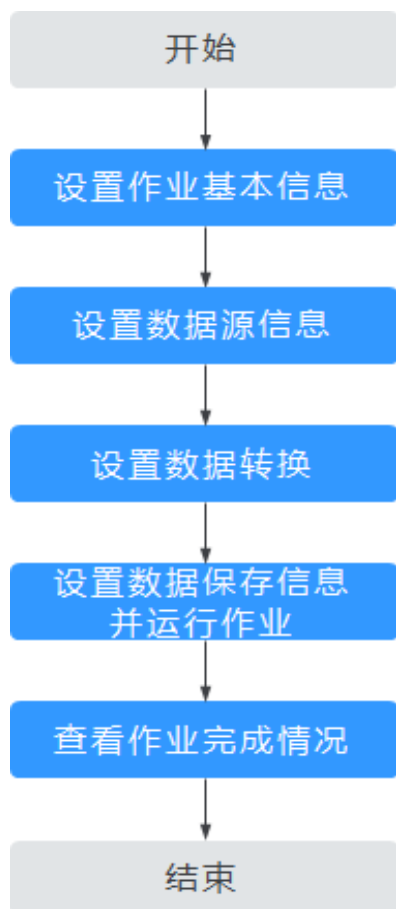 开始
设置作业基本信息
设置数据源信息
设置数据转换
设置数据保存信息
并运行作业
查看作业完成情况
结束